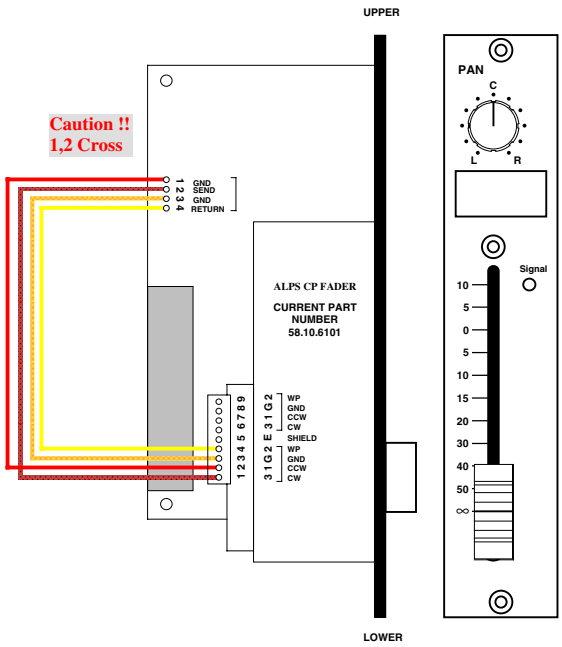 UPPER
Caution !!
1,2 Cross
1 GND
2 SEND
3 GND
4 RETURN
ALPS CP FADER
CURRENT PART
NUMBER
58.10.6101
9 2 WP
8 G GND
7 1 CCW
6 3 CW
5 E SHIELD
4 2 WP
3 G GND
2 1 CCW
1 3 CW
LOWER
PAN
C
L R
Signal
10
5
0
5
10
15
20
30
40
50
∞